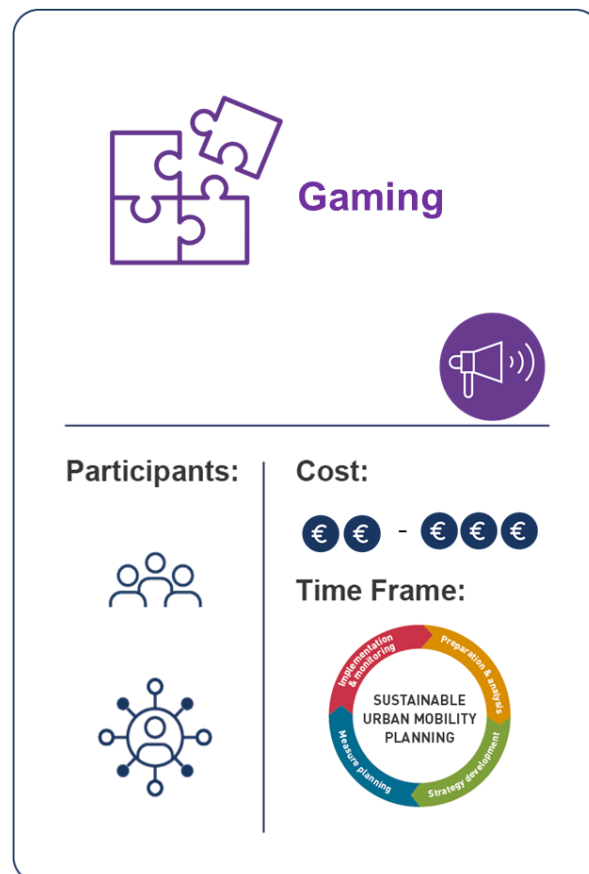 Gaming
Participants:
Cost:
€€ - €€€
Time Frame:
Implementation
& monitoring
Preparation & analysis
SUSTAINABLE
URBAN MOBILITY
PLANNING
Measure planning
Strategy development